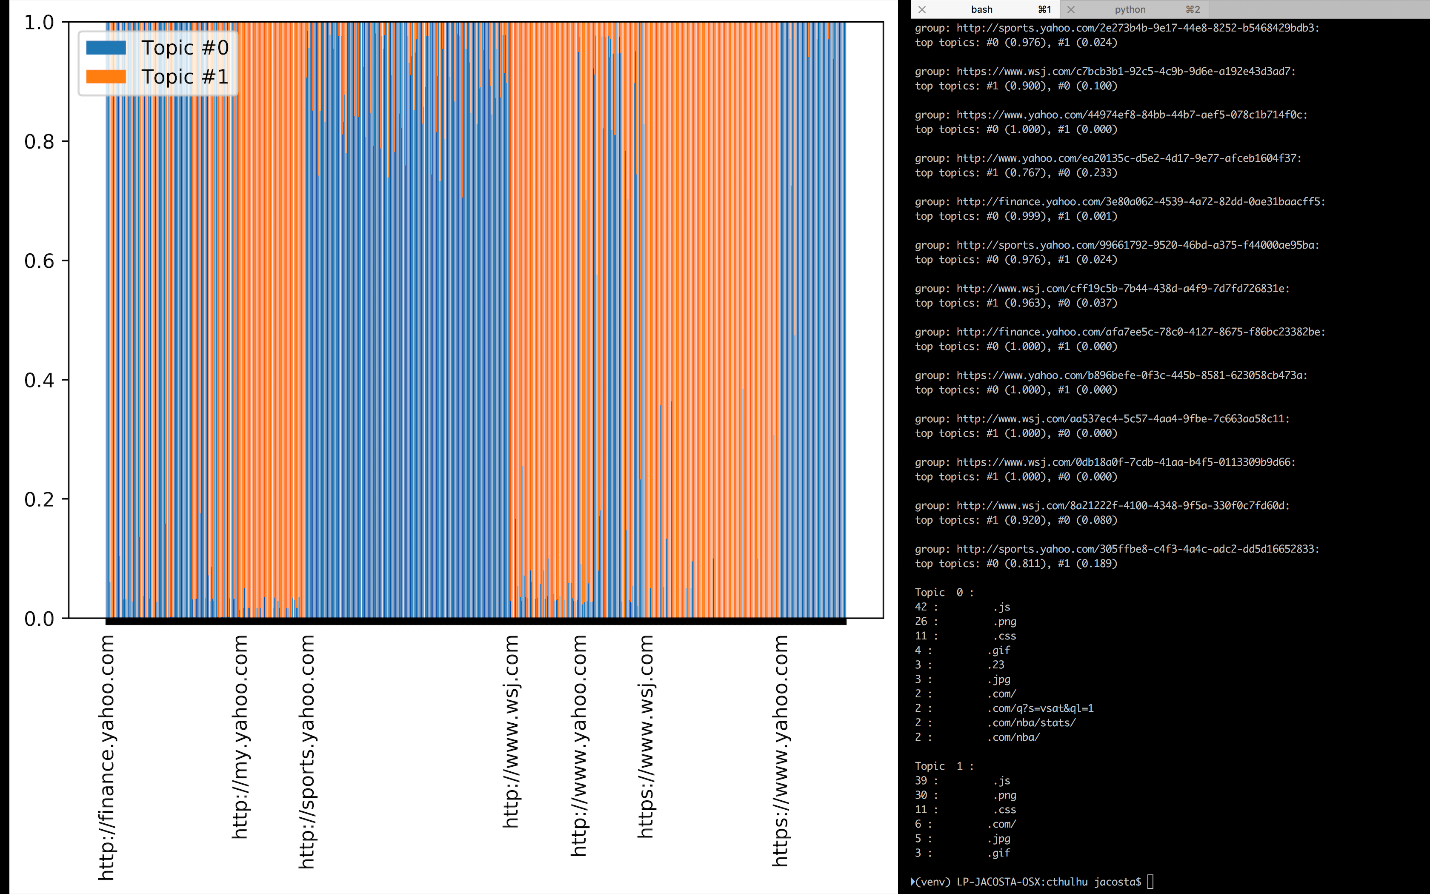 1.0
Topic #0
Topic #1
0.8
0.6
0.4
0.2
0.0
http://finance.yahoo.com
http://my.yahoo.com
http://sports.yahoo.com
http://www.wsj.com
http://www.yahoo.com
https://www.wsj.com
https://www.yahoo.com
bash ⌘1 python ⌘2
group: http://sports.yahoo.com/2e273b4b-9e17-44e8-8252-b5468429bdb3:
top topics: #0 (0.976), #1 (0.024)
group: https://www.wsj.com/c7bcb3b1-92c5-4c9b-9d6e-a192e43d3ad7:
top topics: #1 (0.900), #0 (0.100)
group: http://www.yahoo.com/44974ef8-84bb-44b7-aef5-078c1b714f0c:
top topics: #0 (1.000), #1 (0.000)
group: http://www.yahoo.com/ea20135c-d5e2-4d17-9e77-afceb1604f37:
top topics: #1 (0.767), #0 (0.233)
group: http://finance.yahoo.com/3e80a062-4539-4a72-82dd-0ae31baacff5:
top topics: #0 (0.999), #1 (0.001)
group: http://sports.yahoo.com/99661792-9520-46bd-a375-f44000ae95ba:
top topics: #0 (0.976), #1 (0.024)
group: http://www.wsj.com/cff19c5b-7b44-438d-a4f9-7d7fd726831e:
top topics: #1 (0.963), #0 (0.037)
group: http://finance.yahoo.com/afa7ee5c-78c0-4127-8675-f86bc23382be:
top topics: #0 (1.000), #1 (0.000)
group: https://www.yahoo.com/b896befe-0f3c-445b-8581-623058cb473a:
top topics: #0 (1.000), #1 (0.000)
group: http://www.wsj.com/aa537ec4-5c57-4aa4-9fbe-7c663aa58c11:
top topics: #1 (1.000), #0 (0.000)
group: https://www.wsj.com/0db18a0f-7cdb-41aa-b4f5-0113309b9d66:
top topics: #1 (1.000), #0 (0.000)
group: http://www.wsj.com/8a21222f-4100-4348-9f5a-330f0c7fd60d:
top topics: #1 (0.920), #0 (0.080)
group: http://sports.yahoo.com/305ffbe8-c4f3-4a4c-adc2-dd5d16652833:
top topics: #0 (0.811), #1 (0.189)
Topic 0 :
42 : .js
26 : .png
11 : .css
4 : .gif
3 : .23
3 : .jpg
2 : .com/
2 : .com/q?s=vsat&ql=1
2 : .com/nba/stats/
2 : .com/nba/
Topic 1 :
39 : .js
30 : .png
11 : .css
6 : .com/
5 : .jpg
3 : .gif
(venv) LP-JACOSTA-OSX:cthulhu jacosta$